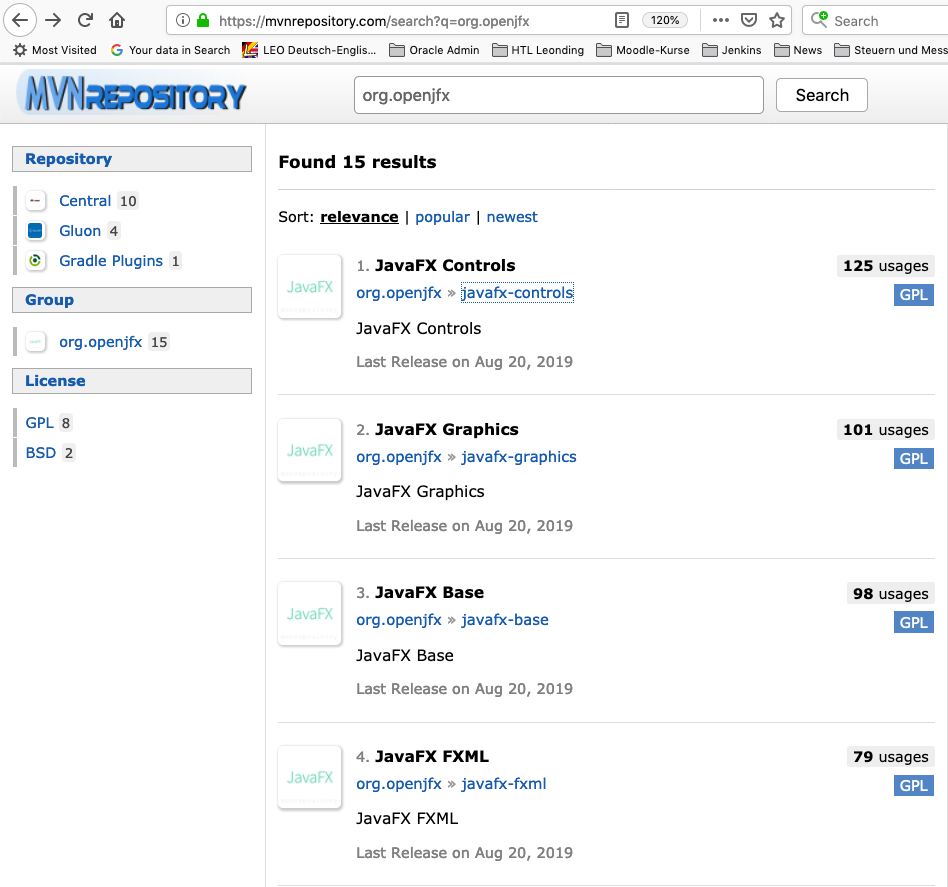 https://mvnrepository.com/search?q=org.openjfx
120%
Search
Most Visited
Your data in Search
LEO Deutsch-Englis...
Oracle Admin
HTL Leonding
Moodle-Kurse
Jenkins
News
Steuern und Mess
MVNREPOSITORY
org.openjfx
Search
Repository
Central 10
Gluon 4
Gradle Plugins 1
Group
org.openjfx 15
License
GPL 8
BSD 2
Found 15 results
Sort: relevance | popular | newest
JavaFX
1. JavaFX Controls
125 usages
org.openjfx » javafx-controls
GPL
JavaFX Controls
Last Release on Aug 20, 2019
JavaFX
2. JavaFX Graphics
101 usages
org.openjfx » javafx-graphics
GPL
JavaFX Graphics
Last Release on Aug 20, 2019
JavaFX
3. JavaFX Base
98 usages
org.openjfx » javafx-base
GPL
JavaFX Base
Last Release on Aug 20, 2019
JavaFX
4. JavaFX FXML
79 usages
org.openjfx » javafx-fxml
GPL
JavaFX FXML
Last Release on Aug 20, 2019